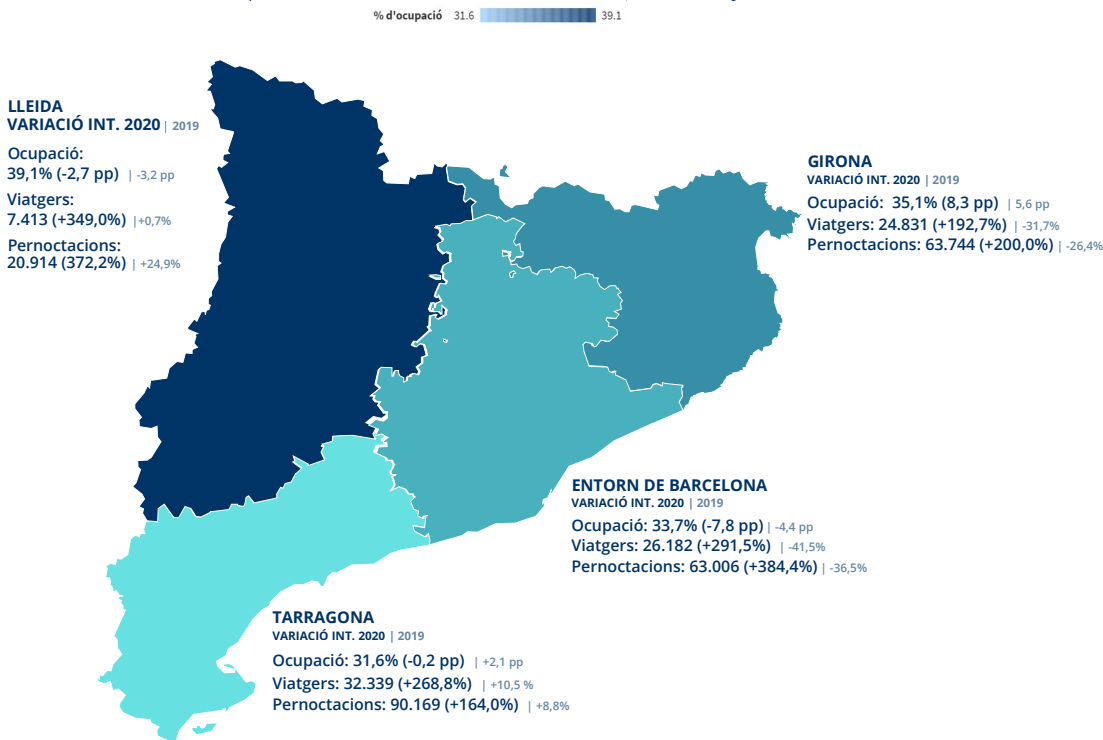 % d'ocupació 31.6 39.1
LLEIDA
VARIACIÓ INT. 2020 | 2019
Ocupació:
39,1% (-2,7 pp) | -3,2 pp
Viatgers:
7.413 (+349,0%) |+0,7%
Pernoctacions:
20.914 (372,2%) | +24,9%
GIRONA
VARIACIÓ INT. 2020 | 2019
Ocupació: 35,1% (8,3 pp) | 5,6 pp
Viatgers: 24.831 (+192,7%) | -31,7%
Pernoctacions: 63.744 (+200,0%) | -26,4%
ENTORN DE BARCELONA
VARIACIÓ INT. 2020 | 2019
Ocupació: 33,7% (-7,8 pp) | -4,4 pp
Viatgers: 26.182 (+291,5%) | -41,5%
Pernoctacions: 63.006 (+384,4%) | -36,5%
TARRAGONA
VARIACIÓ INT. 2020 | 2019
Ocupació: 31,6% (-0,2 pp) | +2,1 pp
Viatgers: 32.339 (+268,8%) | +10,5 %
Pernoctacions: 90.169 (+164,0%) | +8,8%